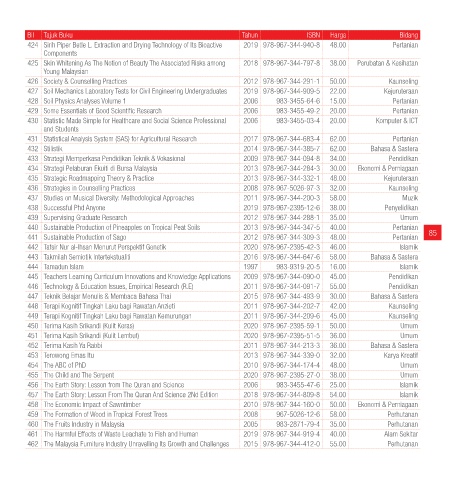 Bil Tajuk Buku Tahun ISBN Harga Bidang
424 Sirih Piper Betle L. Extraction and Drying Technology of Its Bioactive Components 2019 978-967-344-940-8 48.00 Pertanian
425 Skin Whitening As The Notion of Beauty The Associated Risks among Young Malaysian 2018 978-967-344-797-8 38.00 Perubatan & Kesihatan
426 Society & Counselling Practices 2012 978-967-344-291-1 50.00 Kaunseling
427 Soil Mechanics Laboratory Tests for Civil Engineering Undergraduates 2019 978-967-344-909-5 22.00 Kejuruteraan
428 Soil Physics Analyses Volume 1 2006 983-3455-64-6 15.00 Pertanian
429 Some Essentials of Good Scientific Research 2006 983-3455-49-2 20.00 Pertanian
430 Statistic Made Simple for Healthcare and Social Science Professional and Students 2006 983-3455-03-4 20.00 Komputer & ICT
431 Statistical Analysis System (SAS) for Agricultural Research 2017 978-967-344-683-4 62.00 Pertanian
432 Stilistik 2014 978-967-344-385-7 62.00 Bahasa & Sastera
433 Strategi Memperkasa Pendidikan Teknik & Vokasional 2009 978-967-344-094-8 34.00 Pendidikan
434 Strategi Pelaburan Ekuiti di Bursa Malaysia 2013 978-967-344-284-3 30.00 Ekonomi & Perniagaan
435 Strategic Roadmapping Theory & Practice 2013 978-967-344-332-1 48.00 Kejuruteraan
436 Strategies in Counselling Practices 2008 978-967-5026-97-3 32.00 Kaunseling
437 Studies on Musical Diversity: Methodological Approaches 2011 978-967-344-200-3 58.00 Muzik
438 Successful Phd Anyone 2019 978-967-2395-12-6 38.00 Penyelidikan
439 Supervising Graduate Research 2012 978-967-344-288-1 35.00 Umum
440 Sustainable Production of Pineapples on Tropical Peat Soils 2013 978-967-344-347-5 40.00 Pertanian
441 Sustainable Production of Sago 2012 978-967-344-309-3 48.00 Pertanian
442 Tafsir Nur al-Ihsan Menurut Perspektif Genetik 2020 978-967-2395-42-3 46.00 Islamik
443 Takmilah Semiotik Intertekstualiti 2016 978-967-344-647-6 58.00 Bahasa & Sastera
444 Tamadun Islam 1997 983-9319-20-5 16.00 Islamik
445 Teachers Learning Curriculum Innovations and Knowledge Applications 2009 978-967-344-090-0 45.00 Pendidikan
446 Technology & Education Issues, Empirical Research (R.E) 2011 978-967-344-081-7 55.00 Pendidikan
447 Teknik Belajar Menulis & Membaca Bahasa Thai 2015 978-967-344-493-9 30.00 Bahasa & Sastera
448 Terapi Kognitif Tingkah Laku bagi Rawatan Anzieti 2011 978-967-344-202-7 42.00 Kaunseling
449 Terapi Kognitif Tingkah Laku bagi Rawatan Kemurungan 2011 978-967-344-209-6 45.00 Kaunseling
450 Terima Kasih Srikandi (Kulit Keras) 2020 978-967-2395-59-1 50.00 Umum
451 Terima Kasih Srikandi (Kulit Lembut) 2020 978-967-2395-51-5 36.00 Umum
452 Terima Kasih Ya Rabbi 2011 978-967-344-213-3 36.00 Bahasa & Sastera
453 Terowong Emas Itu 2013 978-967-344-339-0 32.00 Karya Kreatif
454 The ABC of PhD 2010 978-967-344-174-4 48.00 Umum
455 The Child and The Serpent 2020 978-967-2395-27-0 38.00 Umum
456 The Earth Story: Lesson from The Quran and Science 2006 983-3455-47-6 25.00 Islamik
457 The Earth Story: Lesson From The Quran And Science 2Nd Edition 2018 978-967-344-809-8 54.00 Islamik
458 The Economic Impact of Sawntimber 2010 978-967-344-160-0 50.00 Ekonomi & Perniagaan
459 The Formation of Wood in Tropical Forest Trees 2008 967-5026-12-6 58.00 Perhutanan
460 The Fruits Industry in Malaysia 2005 983-2871-79-4 35.00 Perhutanan
461 The Harmful Effects of Waste Leachate to Fish and Human 2019 978-967-344-919-4 40.00 Alam Sekitar
462 The Malaysia Furniture Industry Unravelling Its Growth and Challenges 2015 978-967-344-412-0 55.00 Perhutanan
85